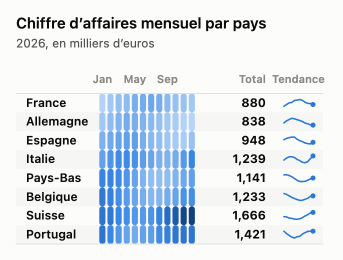 Chiffre d’affaires mensuel par pays
2026, en milliers d’euros
Jan May Sep Total Tendance
France 880
Allemagne 838
Espagne 948
Italie 1,239
Pays-Bas 1,141
Belgique 1,233
Suisse 1,666
Portugal 1,421